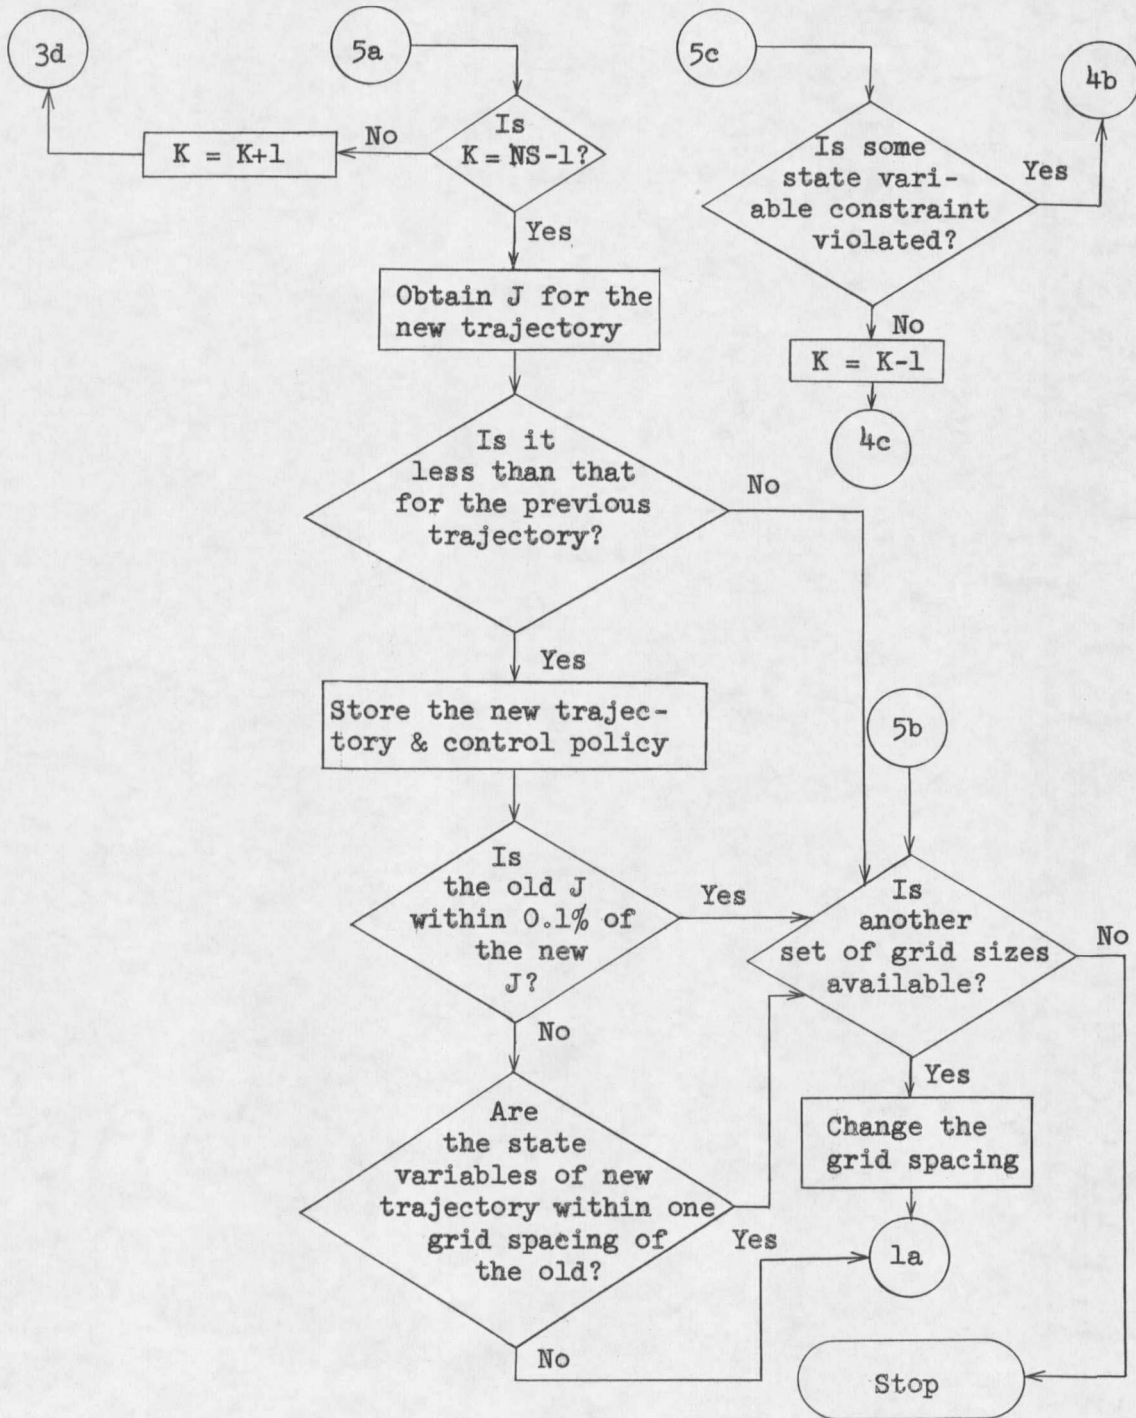 3d
5a
5c
4b
Is
K = NS-1?
No
K = K+1
Yes
Is some
state vari-
able constraint
violated?
Yes
No
K = K-1
4c
Obtain J for the
new trajectory
Is it
less than that
for the previous
trajectory?
No
Yes
Store the new trajec-
tory & control policy
5b
Is
the old J
within 0.1% of
the new
J?
Yes
No
Is
another
set of grid sizes
available?
No
Yes
Change the
grid spacing
1a
Are
the state
variables of new
trajectory within one
grid spacing of
the old?
Yes
No
Stop